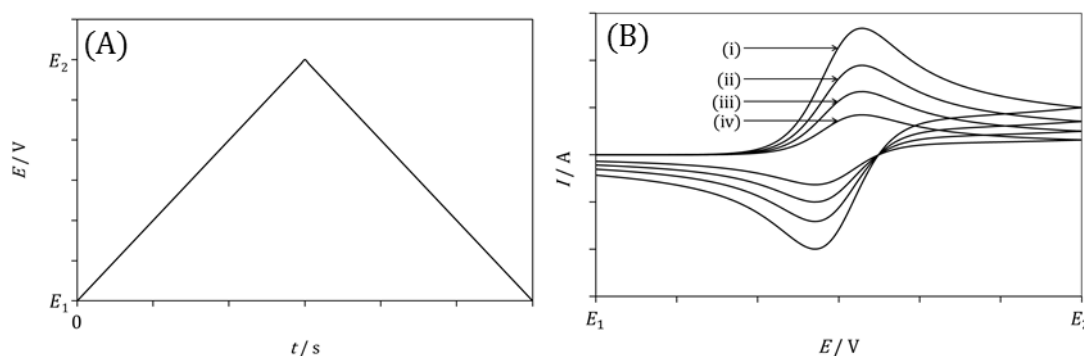 (A)
E₂
E / V
E₁
0
t / s
(B)
(i)
(ii)
(iii)
(iv)
I / A
E₁
E / V